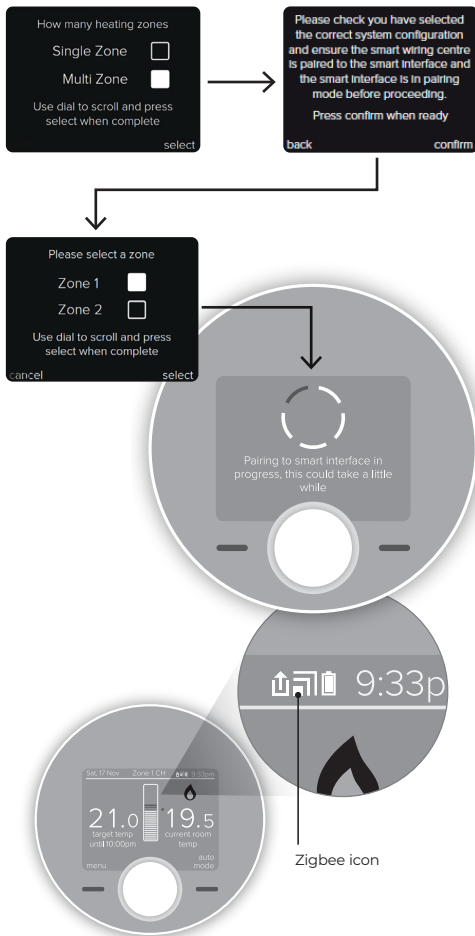 How many heating zones
Single Zone
Multi Zone
Use dial to scroll and press
select when complete
select
Please check you have selected
the correct system configuration
and ensure the smart wiring centre
is paired to the smart interface and
the smart interface is in pairing
mode before proceeding.
Press confirm when ready
back confirm
Please select a zone
Zone 1
Zone 2
Use dial to scroll and press
select when complete
cancel select
Pairing to smart interface in
progress, this could take a little
while
9:33p
Sat, 17 Nov Zone 1 CH 9:30pm
21.0 19.5
target temp current room
until 10:00pm temp
menu auto
mode
Zigbee icon